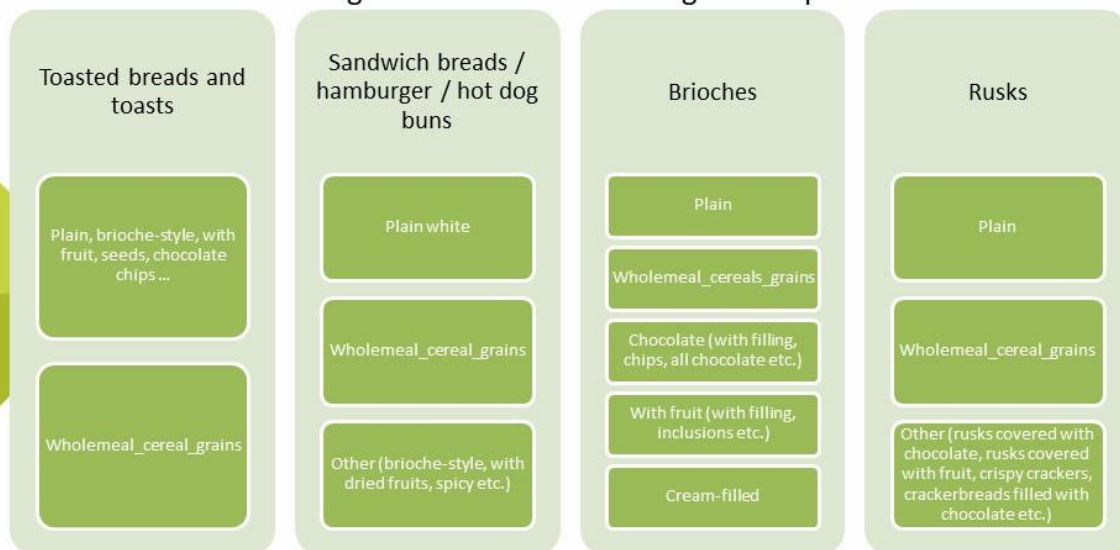 Toasted breads and
toasts
Plain, brioche-style, with
fruit, seeds, chocolate
chips ...
Wholemeal_cereal_grains
Sandwich breads /
hamburger / hot dog
buns
Plain white
Wholemeal_cereal_grains
Other (brioche-style, with
dried fruits, spicy etc.)
Brioches
Plain
Wholemeal_cereals_grains
Chocolate (with filling,
chips, all chocolate etc.)
With fruit (with filling,
inclusions etc.)
Cream-filled
Rusks
Plain
Wholemeal_cereal_grains
Other (rusks covered with
chocolate, rusks covered
with fruit, crispy crackers,
crackerbreads filled with
chocolate etc.)